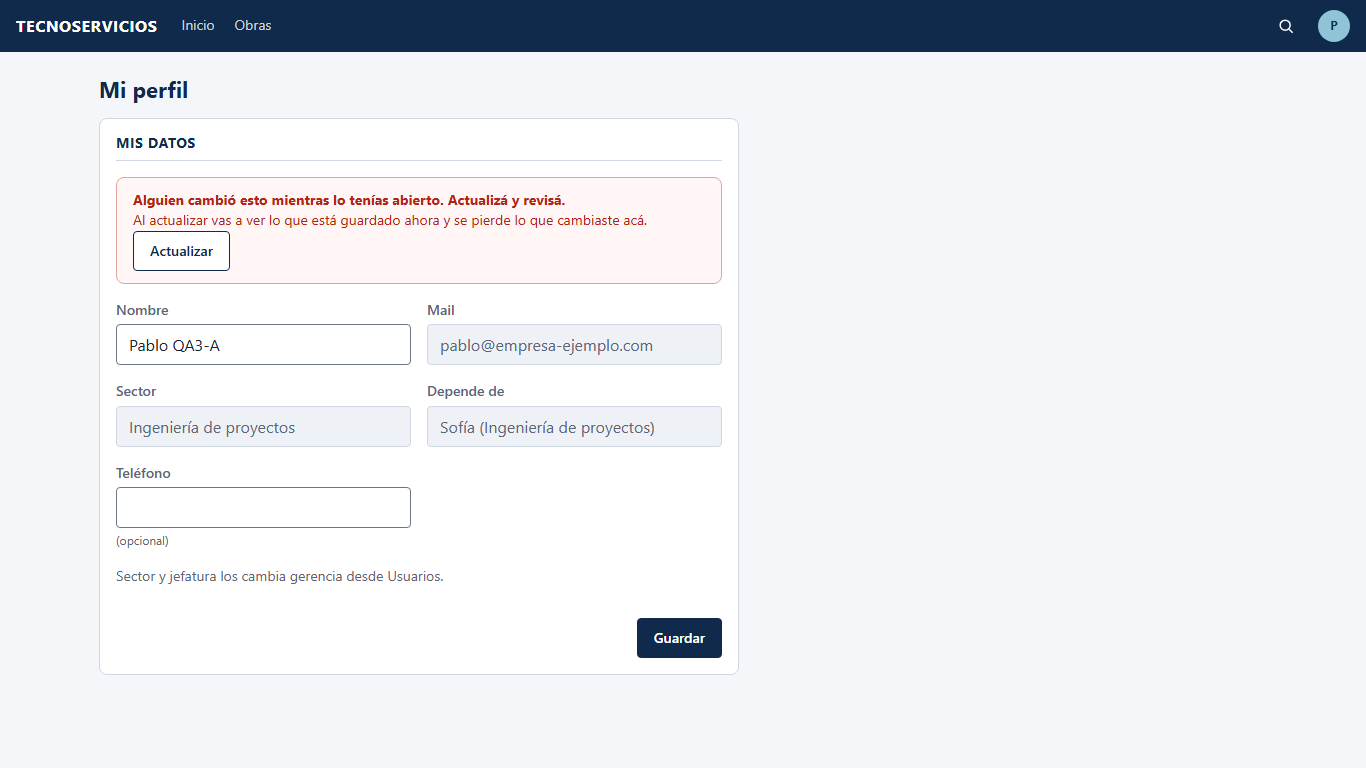 TECNOSERVICIOS Inicio Obras P
Mi perfil
MIS DATOS
Alguien cambió esto mientras lo tenías abierto. Actualizá y revisá.
Al actualizar vas a ver lo que está guardado ahora y se pierde lo que cambiaste acá.
Actualizar
Nombre Mail
Pablo QA3-A pablo@empresa-ejemplo.com
Sector Depende de
Ingeniería de proyectos Sofía (Ingeniería de proyectos)
Teléfono
(opcional)
Sector y jefatura los cambia gerencia desde Usuarios.
Guardar